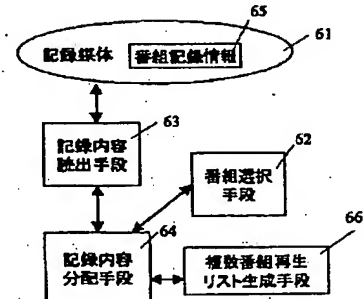 65
61
記録媒体
番組記録情報
63
記録内容
読出手段
62
番組選択
手段
64
記録内容
分配手段
66
複数番組再生
リスト生成手段